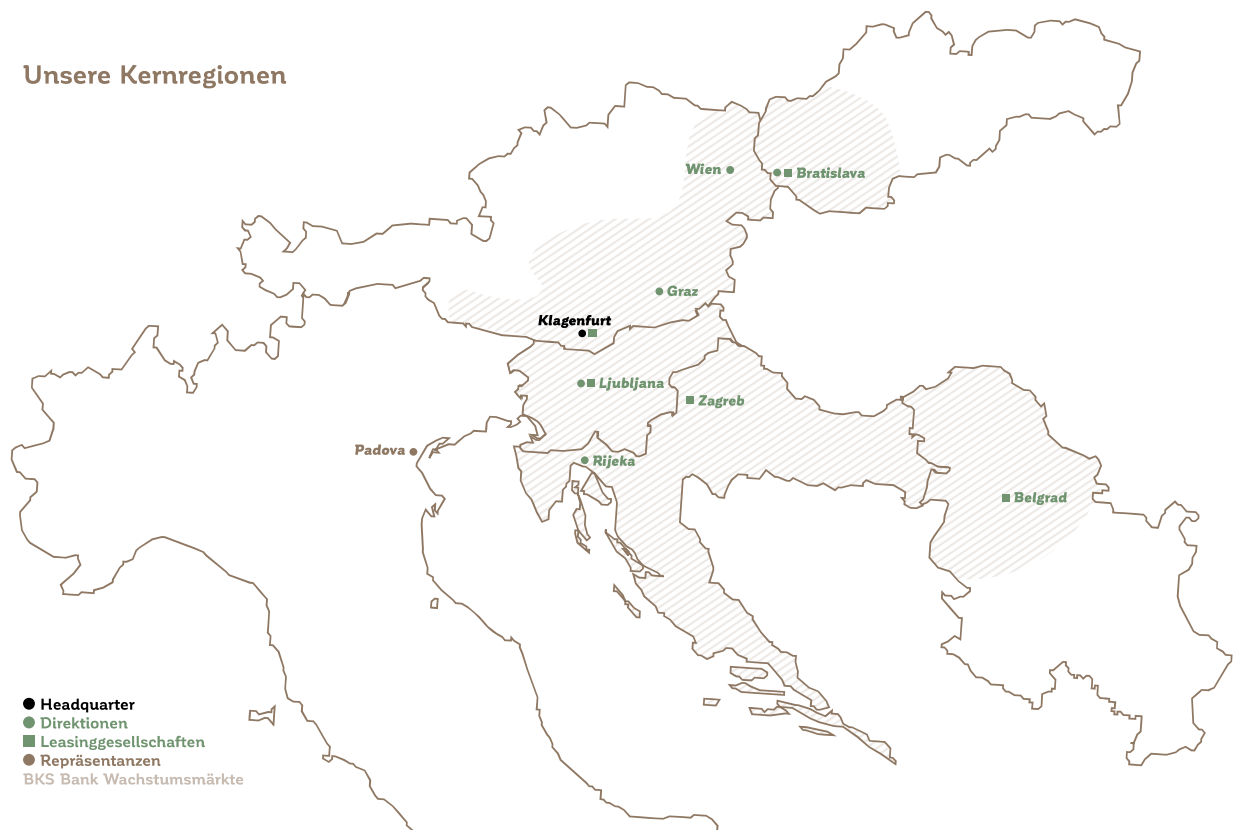 Unsere Kernregionen
Wien
Bratislava
Graz
Klagenfurt
Ljubljana
Zagreb
Padova
Rijeka
Belgrad
Headquarter
Direktionen
Leasinggesellschaften
Repräsentanzen
BKS Bank Wachstumsmärkte